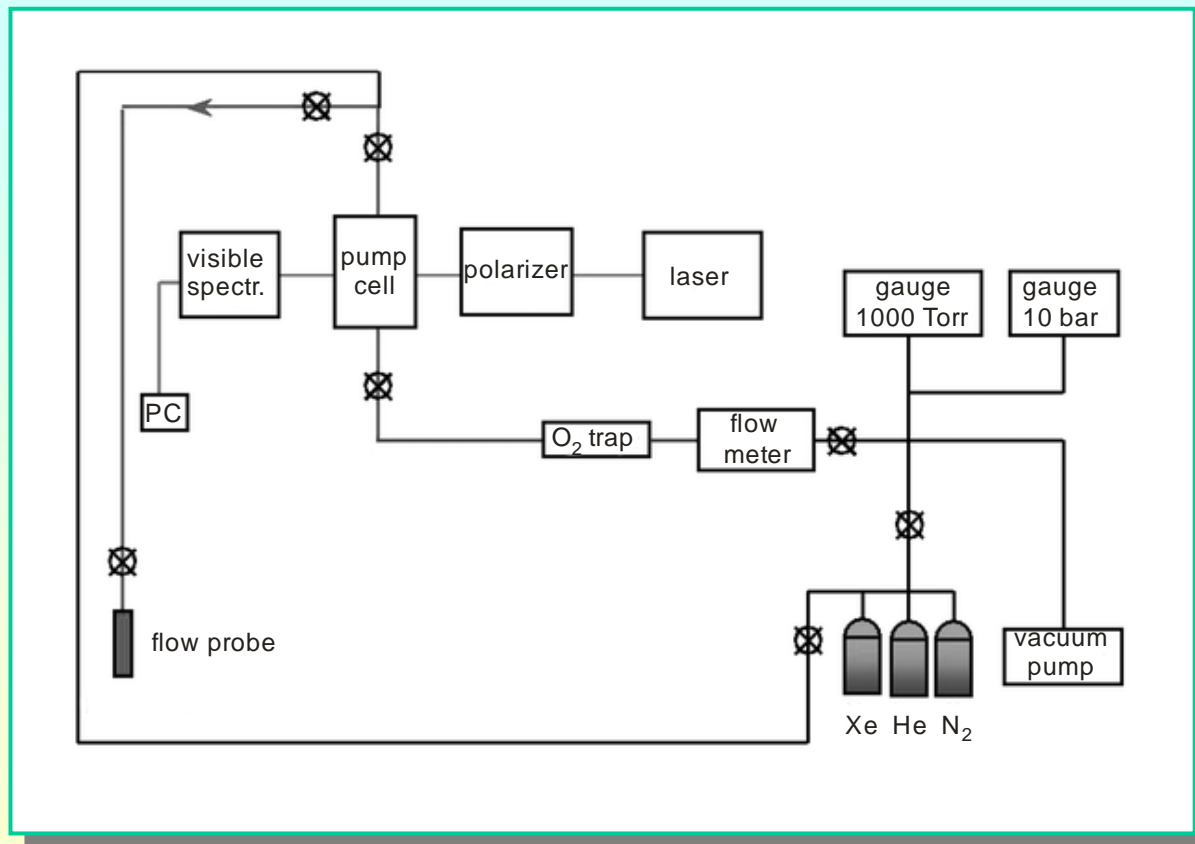 visible
spectr.
pump
cell
polarizer
laser
gauge
1000 Torr
gauge
10 bar
PC
O₂ trap
flow
meter
flow probe
vacuum
pump
Xe He N₂